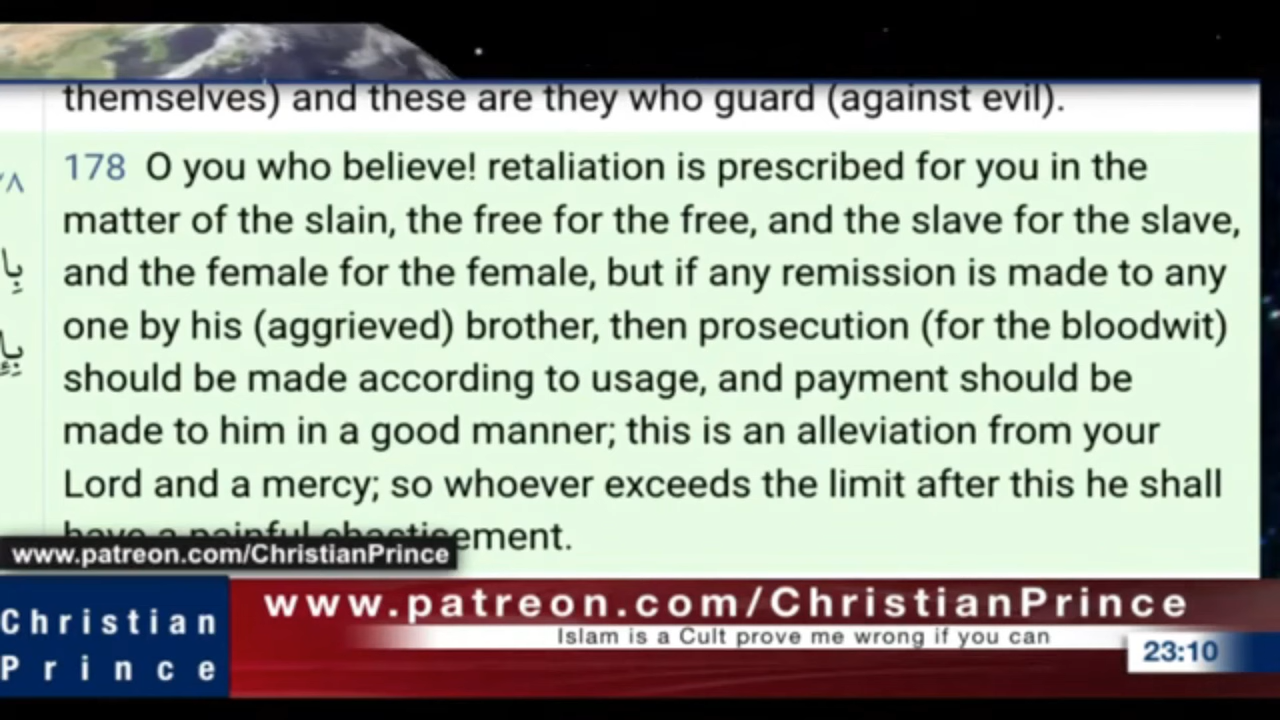 themselves) and these are they who guard (against evil).
178 O you who believe! retaliation is prescribed for you in the
matter of the slain, the free for the free, and the slave for the slave,
and the female for the female, but if any remission is made to any
one by his (aggrieved) brother, then prosecution (for the bloodwit)
should be made according to usage, and payment should be
made to him in a good manner; this is an alleviation from your
Lord and a mercy; so whoever exceeds the limit after this he shall
have a painful chastisement.
www.patreon.com/ChristianPrince
Christian
Prince
www.patreon.com/ChristianPrince
Islam is a Cult prove me wrong if you can
23:10